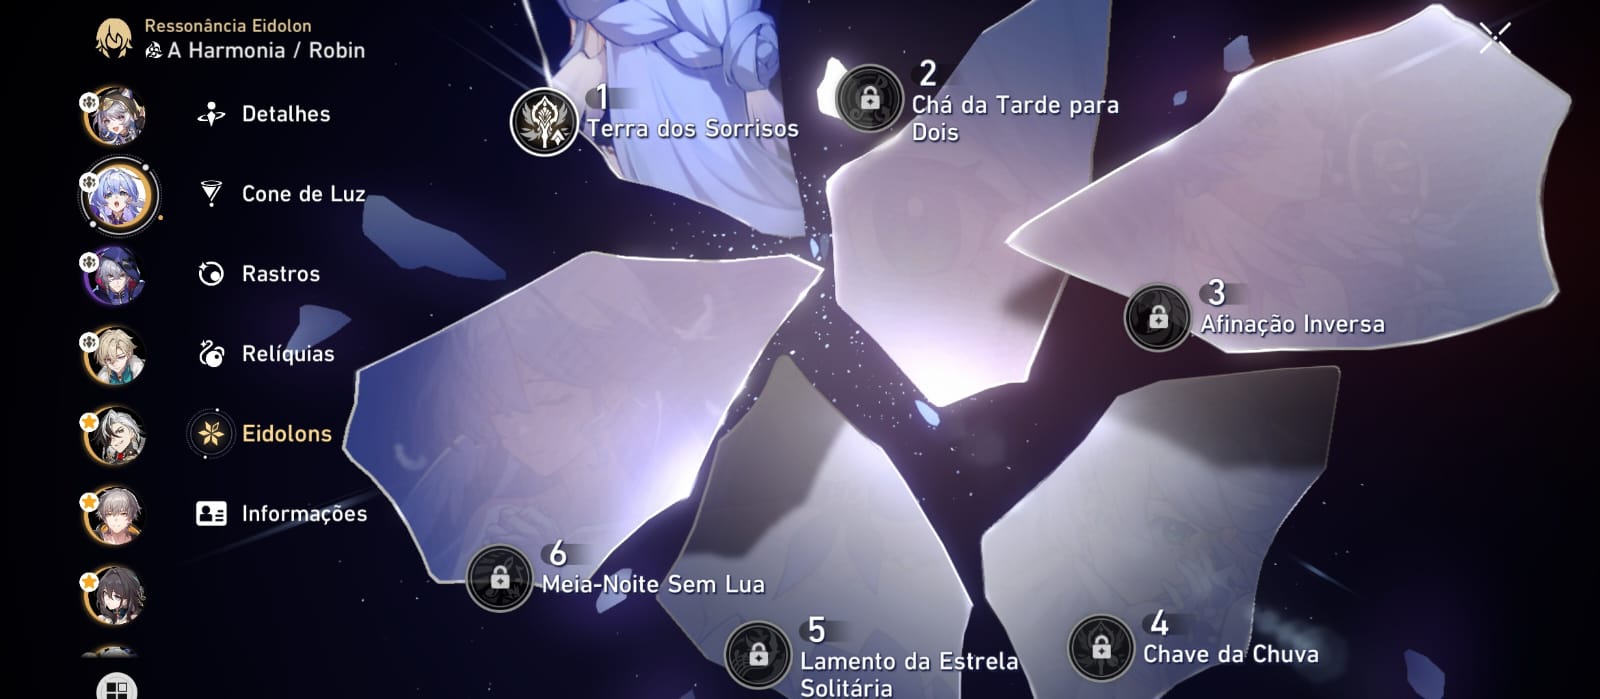 Ressonância Eidolon
A Harmonia / Robin
Detalhes
Cone de Luz
Rastros
Relíquias
Eidolons
Informações
1
Terra dos Sorrisos
2
Chá da Tarde para
Dois
3
Afinação Inversa
4
Chave da Chuva
5
Lamento da Estrela
Solitária
6
Meia-Noite Sem Lua